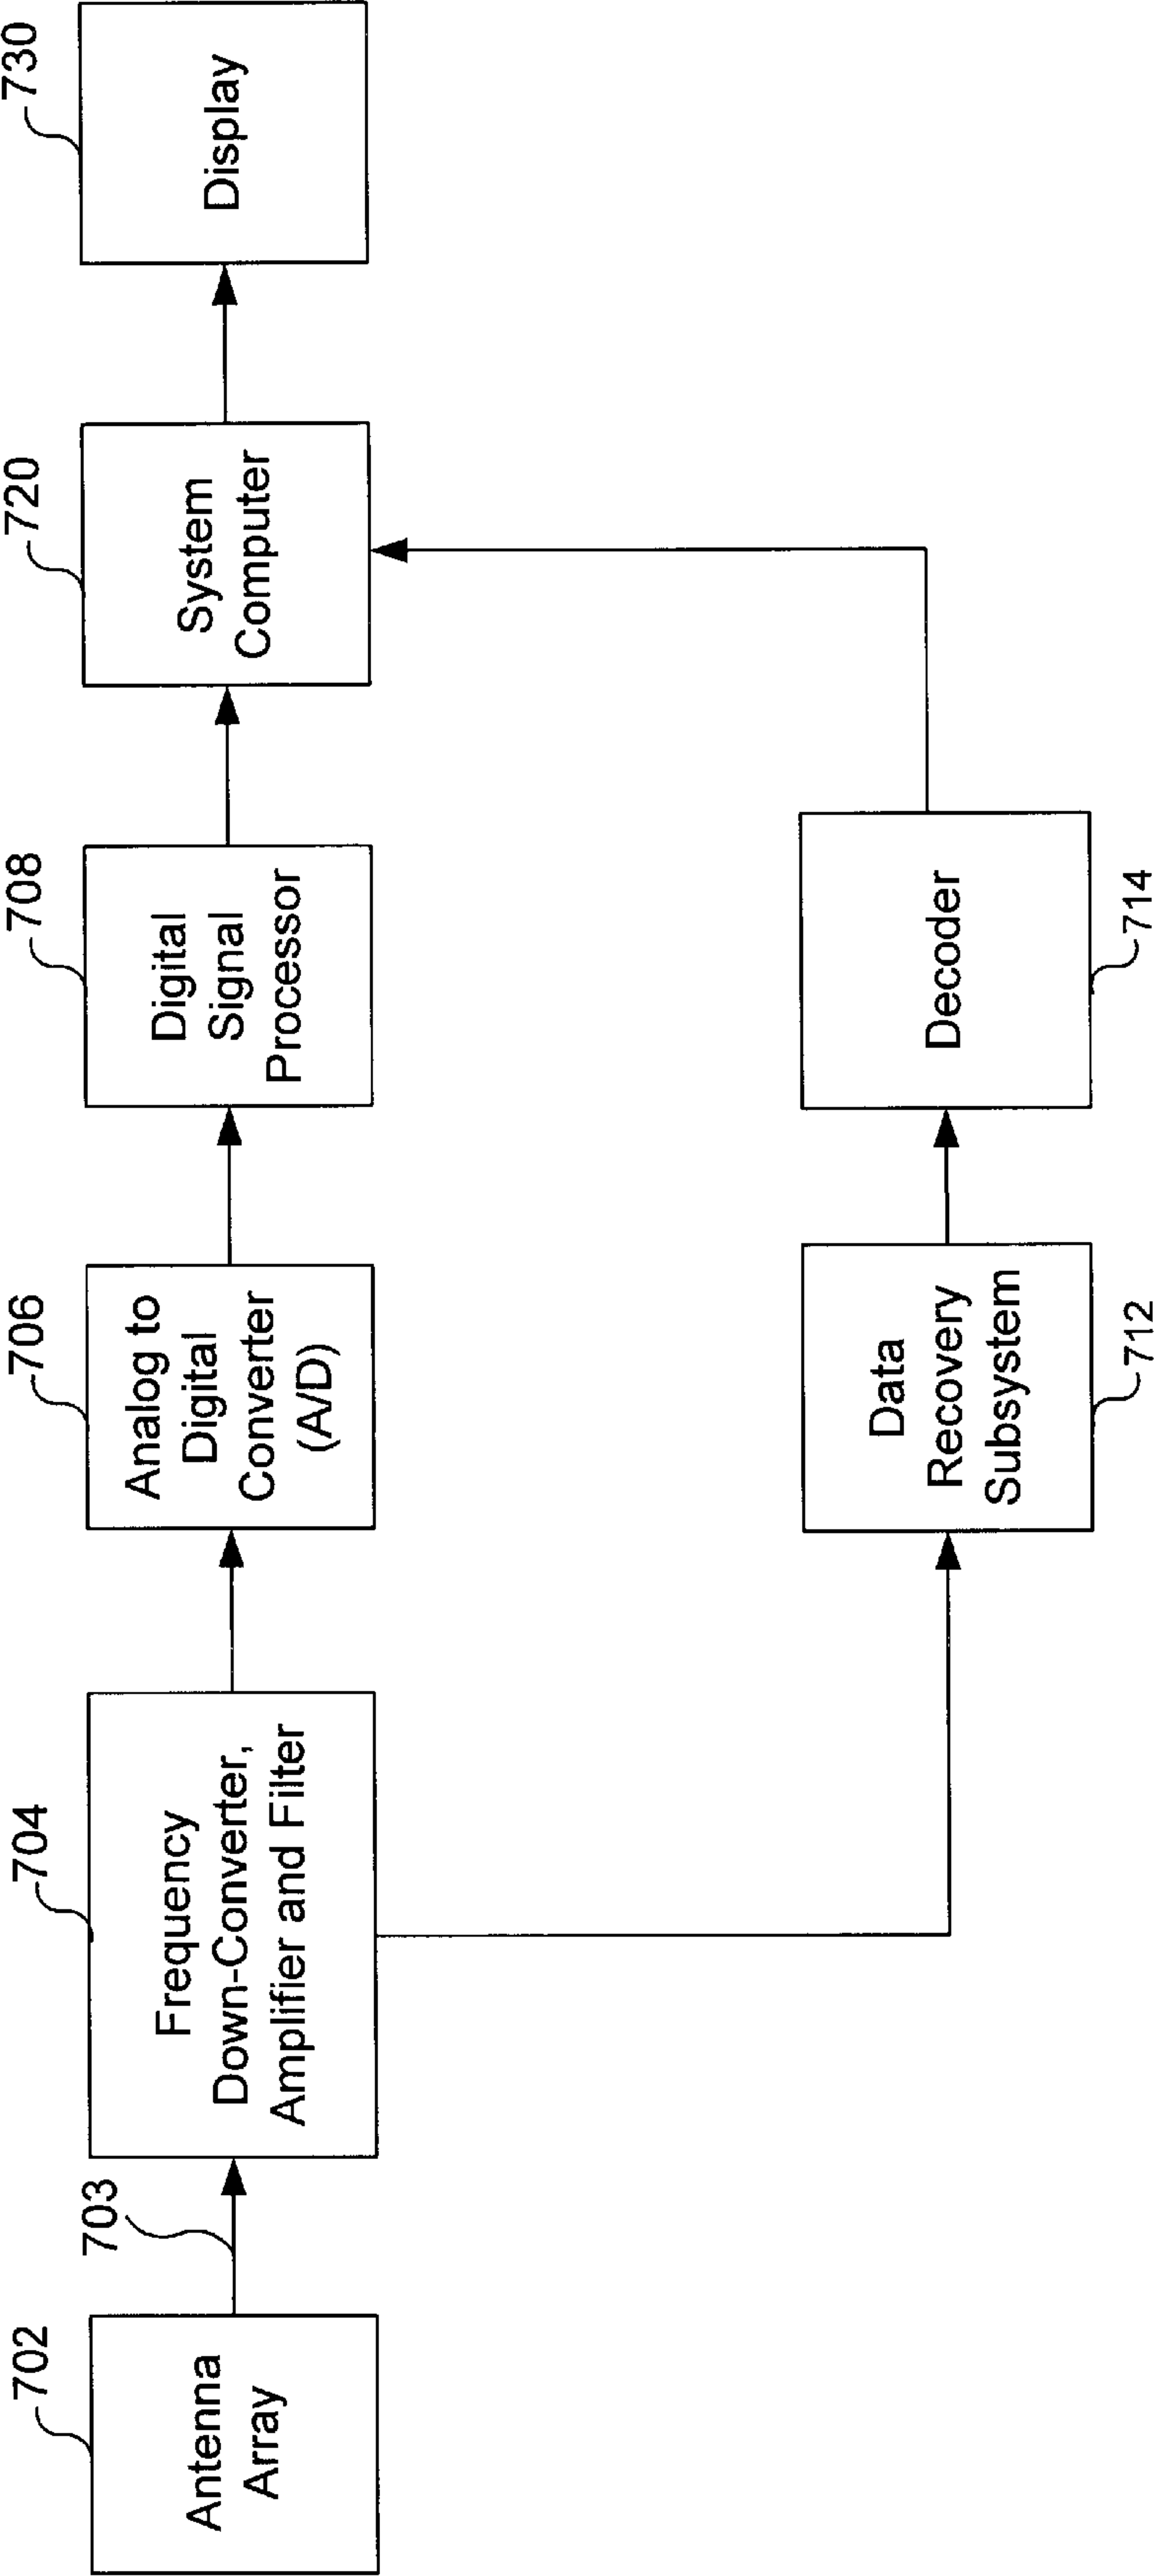 702
Antenna
Array
703
704
Frequency
Down-Converter,
Amplifier and Filter
706
Analog to
Digital
Converter
(A/D)
708
Digital
Signal
Processor
720
System
Computer
730
Display
Data
Recovery
Subsystem
712
Decoder
714